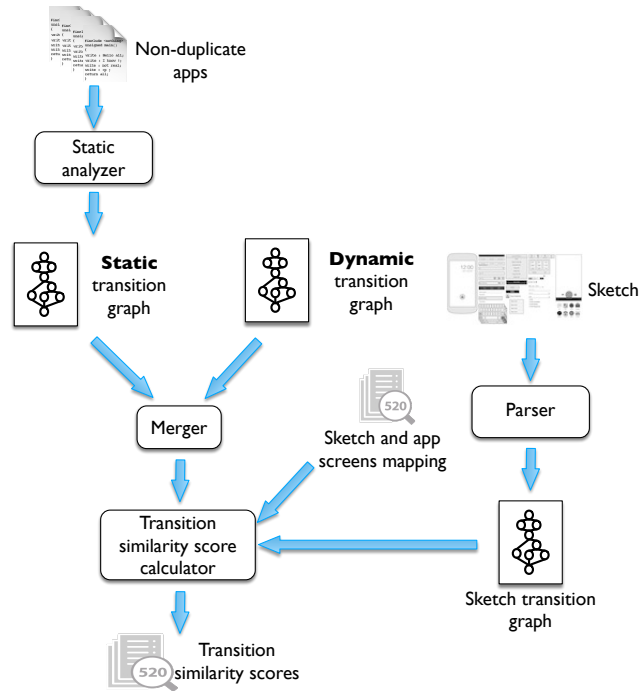 Non-duplicate
apps
Static
analyzer
Static
transition
graph
Dynamic
transition
graph
Sketch
Merger
520
Sketch and app
screens mapping
Parser
Transition
similarity score
calculator
Sketch transition
graph
520
Transition
similarity scores